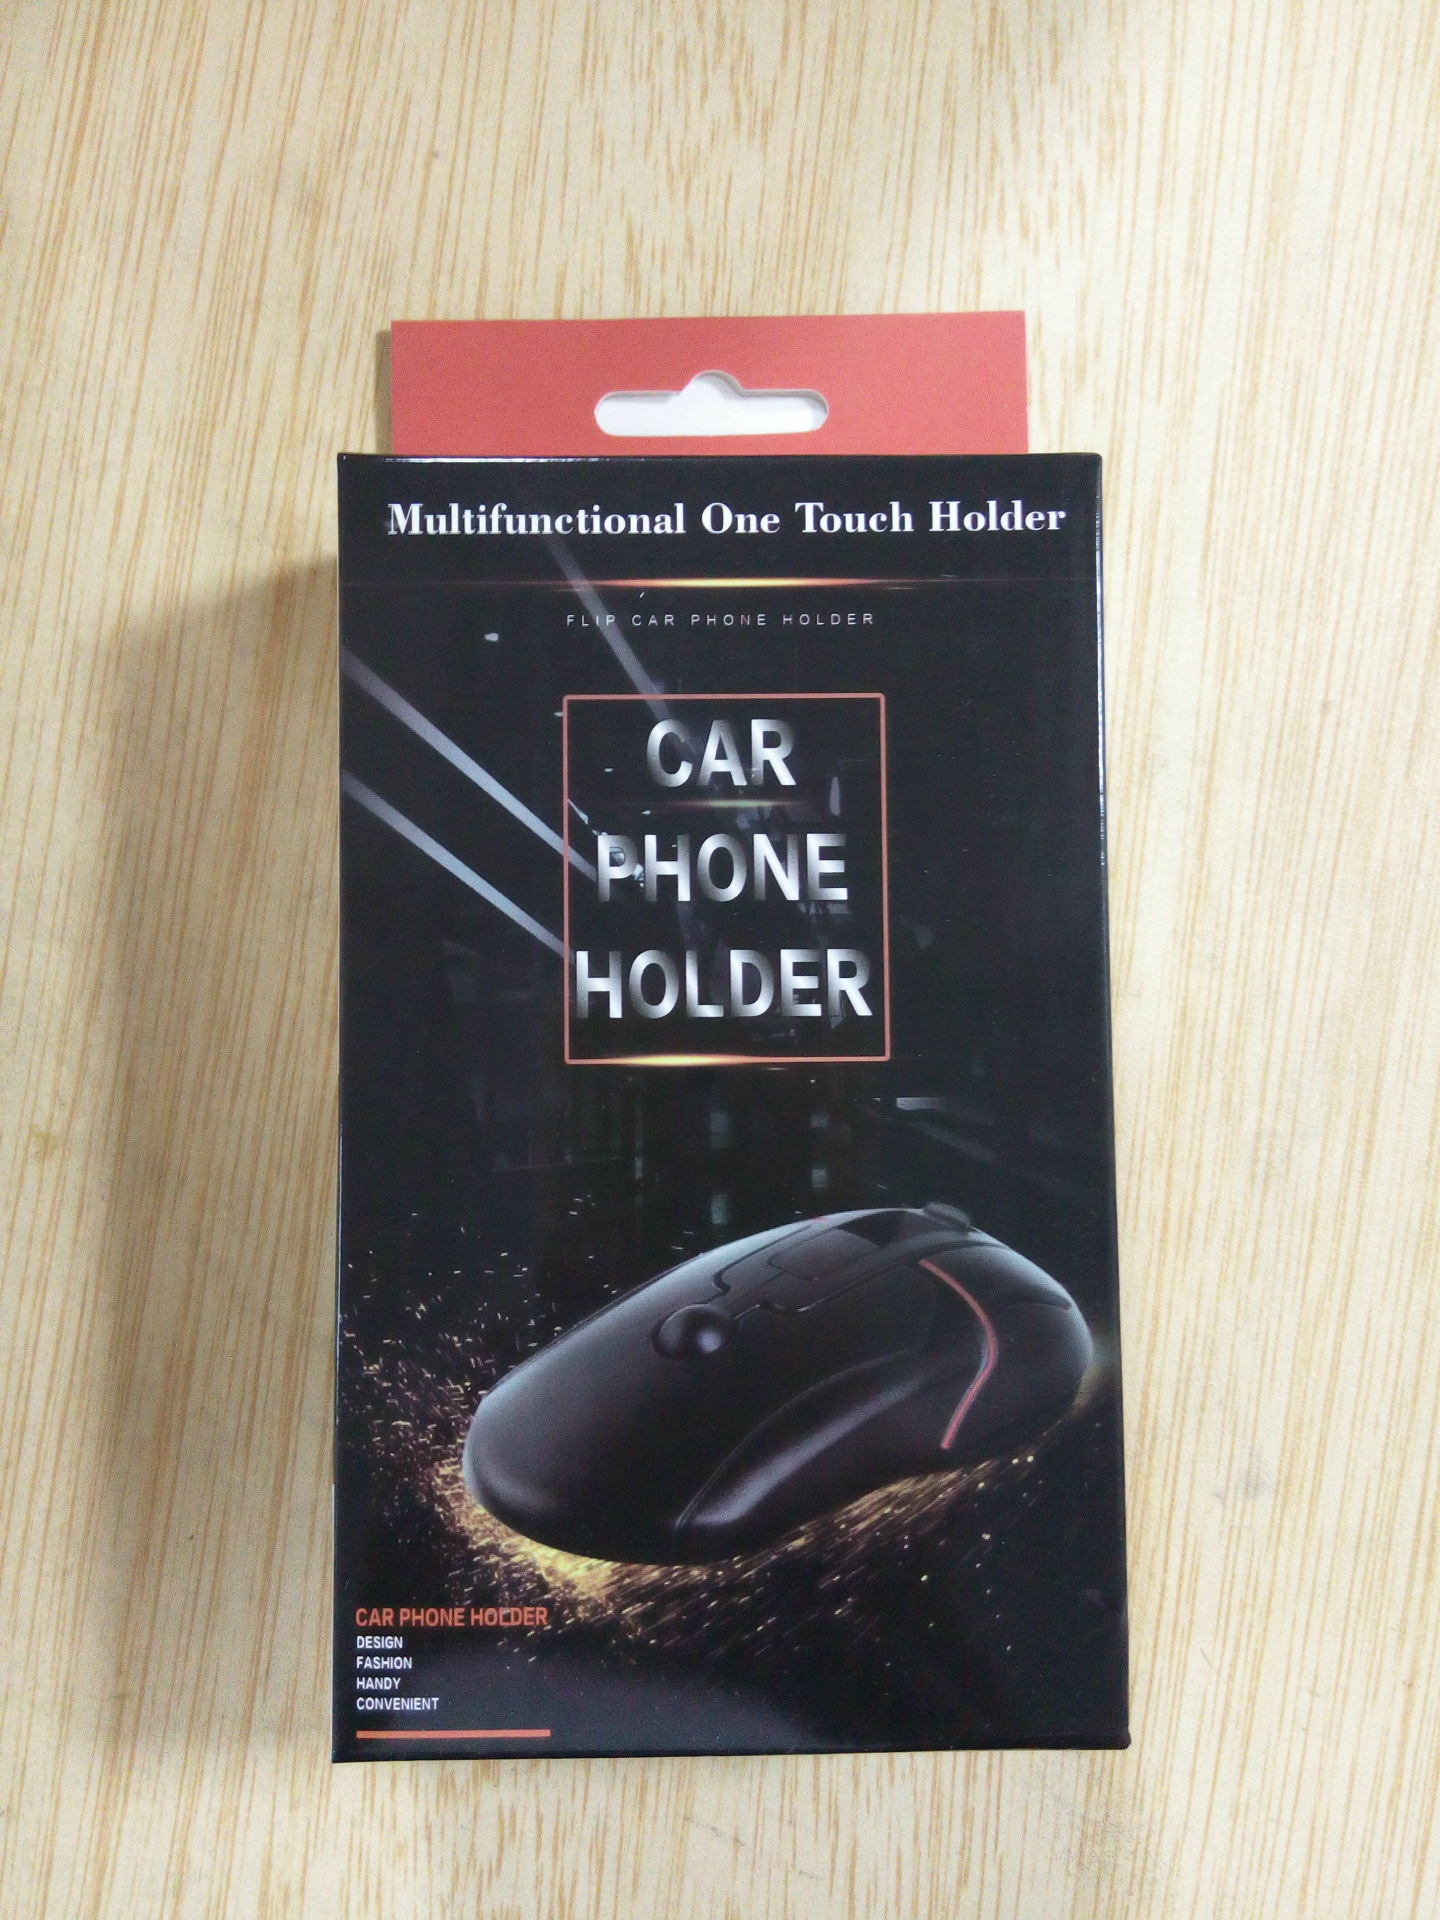 Multifunctional One Touch Holder
FLIP CAR PHONE HOLDER
CAR
PHONE
HOLDER
CAR PHONE HOLDER
DESIGN
FASHION
HANDY
CONVENIENT